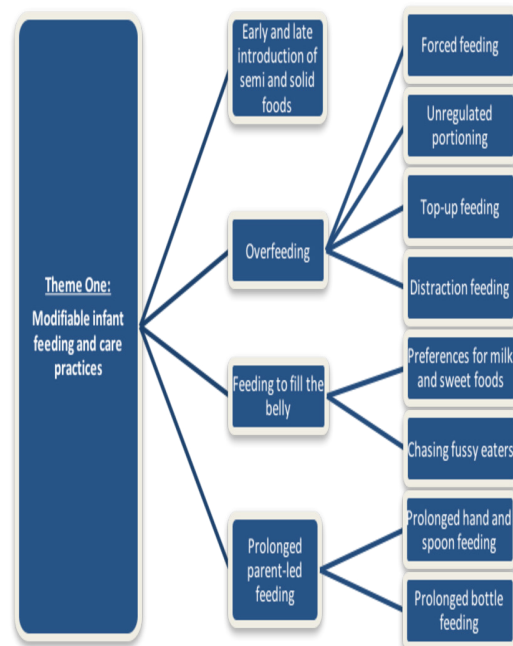 Theme One:
Modifiable infant
feeding and care
practices
Early and late
introduction of
semi and solid
foods
Overfeeding
Feeding to fill the
belly
Prolonged
parent-led
feeding
Forced feeding
Unregulated
portioning
Top-up feeding
Distraction feeding
Preferences for milk
and sweet foods
Chasing fussy eaters
Prolonged hand and
spoon feeding
Prolonged bottle
feeding